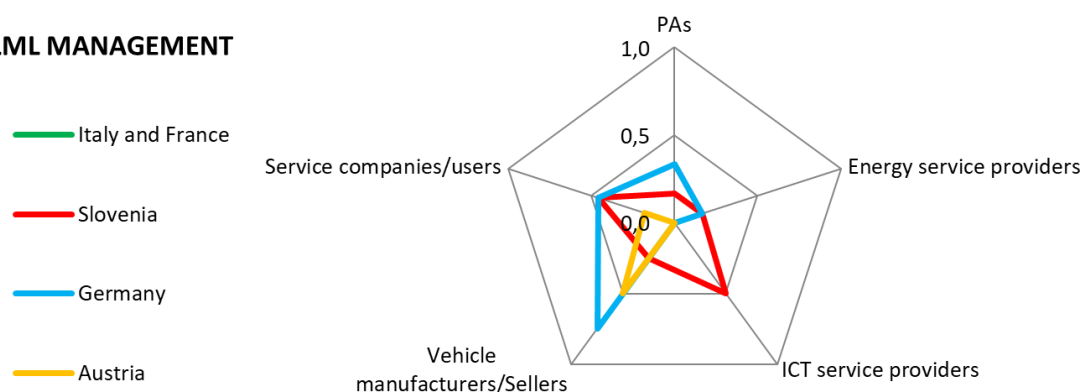 LML MANAGEMENT
Italy and France
Slovenia
Germany
Austria
PAs
1,0
0,5
0,0
Energy service providers
ICT service providers
Vehicle
manufacturers/Sellers
Service companies/users